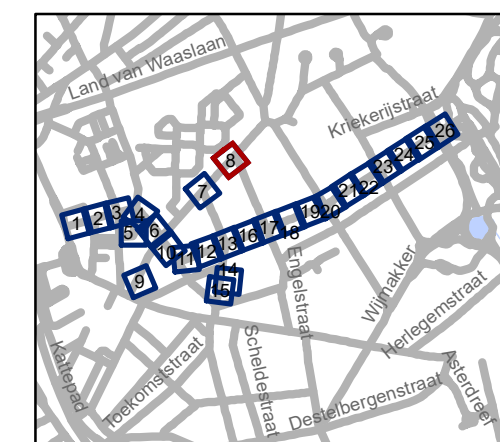 Land van Waaslaan
Kriekerijstraat
1
2
3
4
5
6
7
8
9
10
11
12
13
14
15
16
17
18
19
20
21
22
23
24
25
26
Engelstraat
Wijmakker
Herlegemstraat
Kattepad
Toekomststraat
Scheldestraat
Destelbergenstraat
Asterdreef